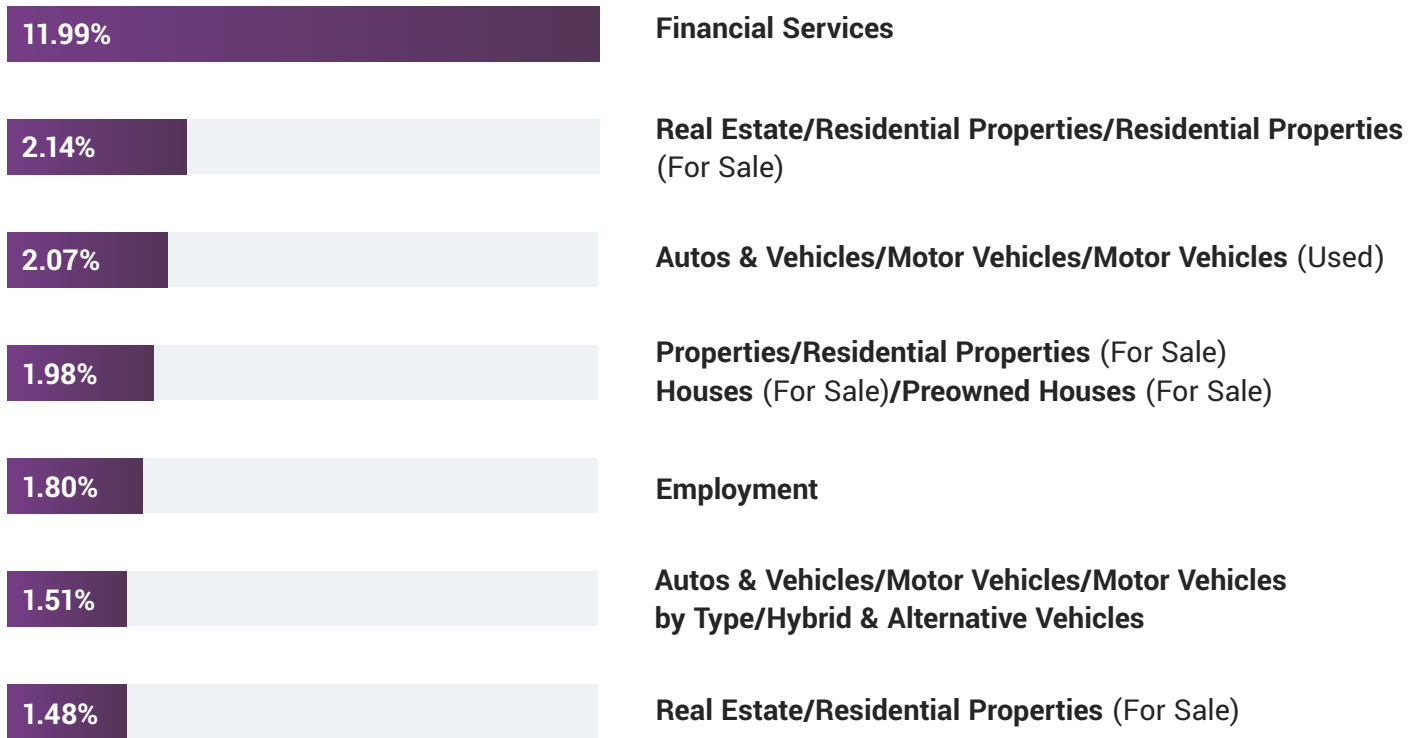 11.99%
Financial Services
2.14%
Real Estate/Residential Properties/Residential Properties
(For Sale)
2.07%
Autos & Vehicles/Motor Vehicles/Motor Vehicles (Used)
1.98%
Properties/Residential Properties (For Sale)
Houses (For Sale)/Preowned Houses (For Sale)
1.80%
Employment
1.51%
Autos & Vehicles/Motor Vehicles/Motor Vehicles
by Type/Hybrid & Alternative Vehicles
1.48%
Real Estate/Residential Properties (For Sale)